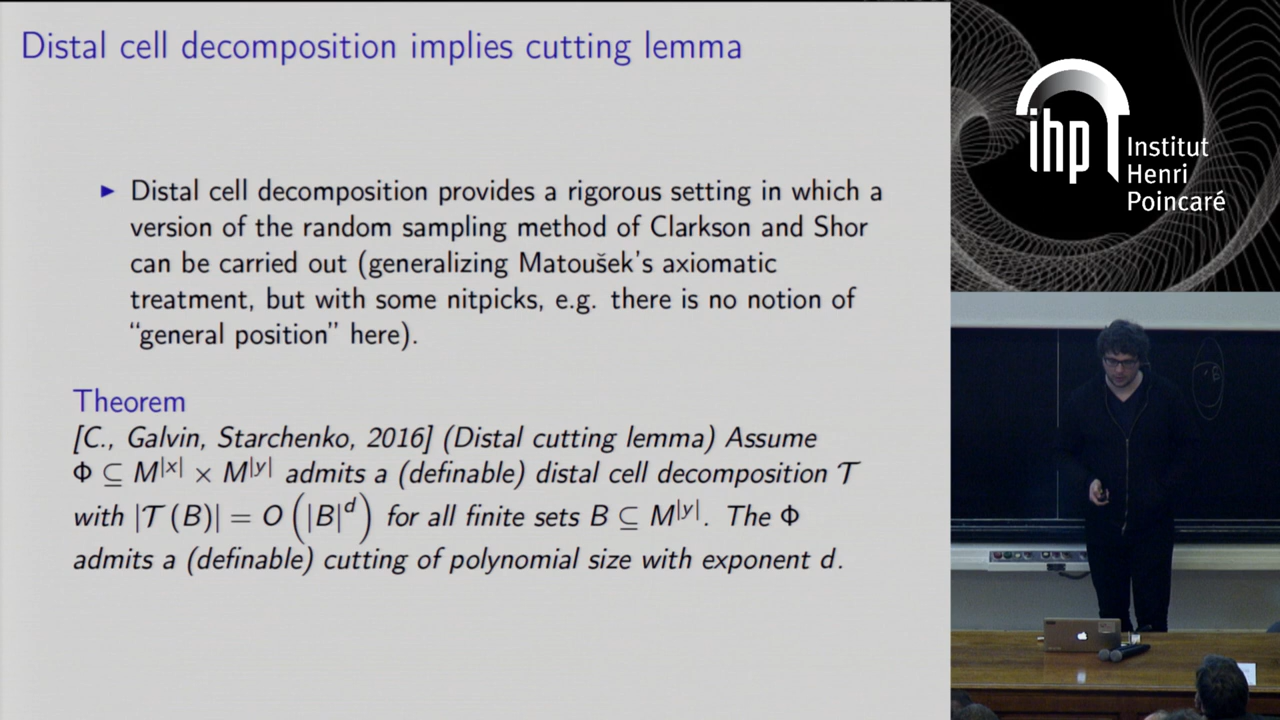 Distal cell decomposition implies cutting lemma
▶ Distal cell decomposition provides a rigorous setting in which a
version of the random sampling method of Clarkson and Shor
can be carried out (generalizing Matoušek's axiomatic
treatment, but with some nitpicks, e.g. there is no notion of
“general position” here).
Theorem
[C., Galvin, Starchenko, 2016] (Distal cutting lemma) Assume
Φ ⊆ M^|x| × M^|y| admits a (definable) distal cell decomposition 𝒯
with |𝒯 (B)| = O (|B|^d) for all finite sets B ⊆ M^|y|. The Φ
admits a (definable) cutting of polynomial size with exponent d.
ihp
Institut
Henri
Poincaré